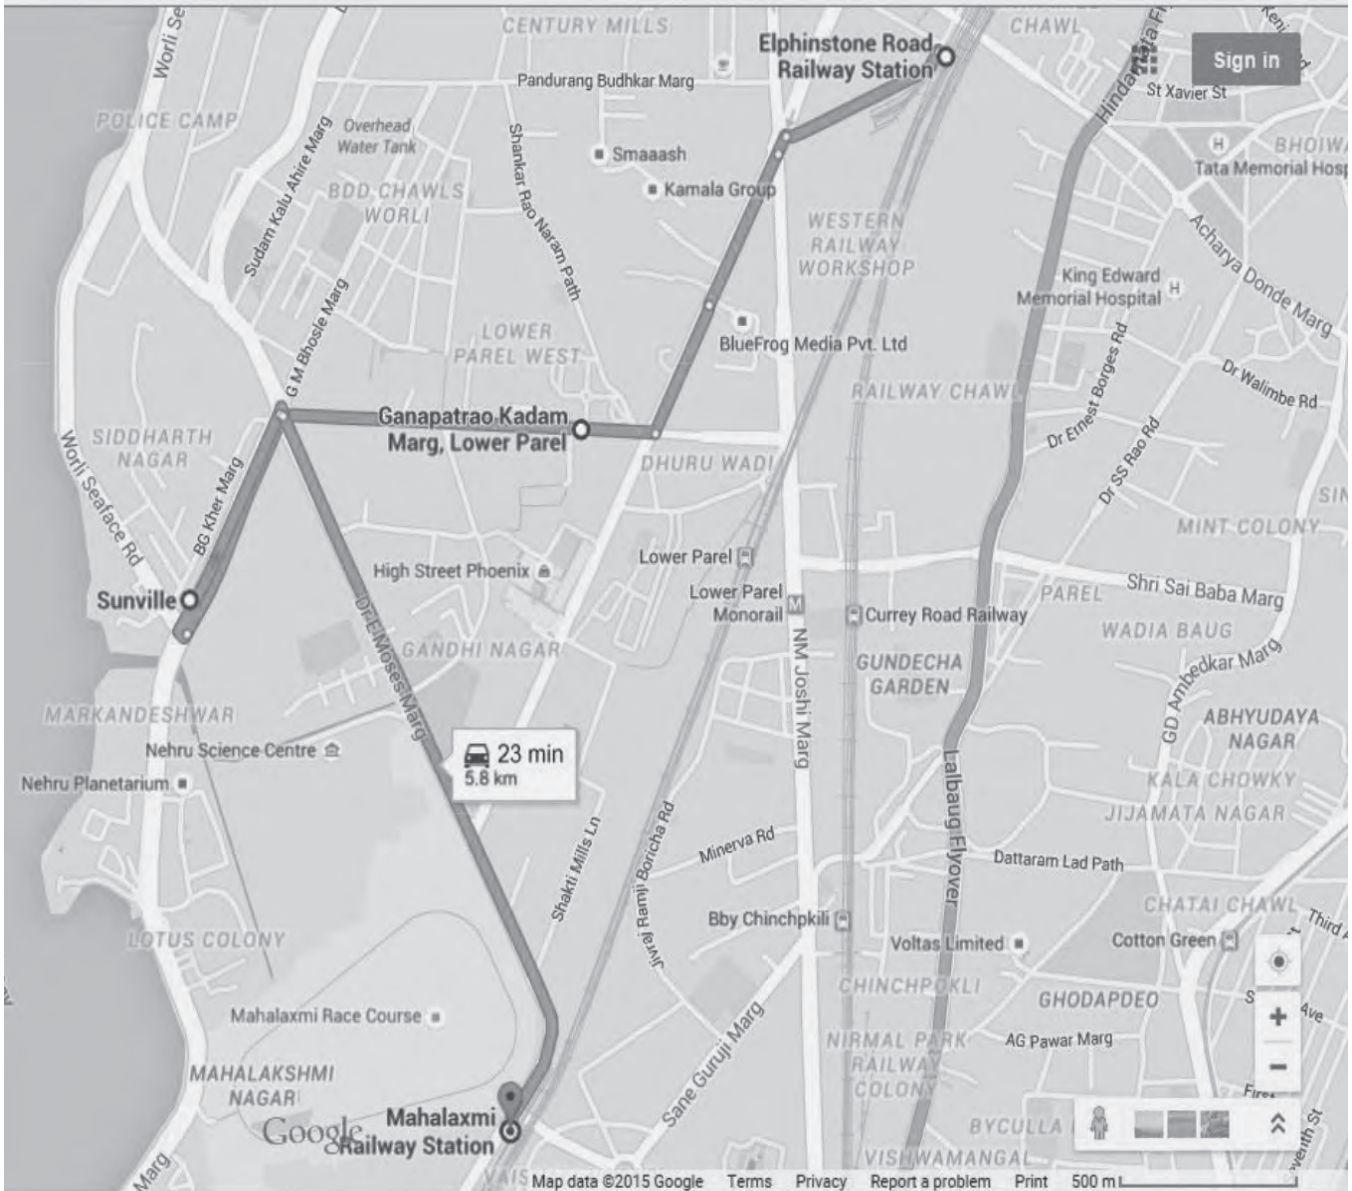 Worli Se
CENTURY MILLS
Elphinstone Road
Railway Station
CHAWL
Hindamata Fl
Sign in
Pandurang Budhkar Marg
St Xavier St
POLICE CAMP
Overhead
Water Tank
Sudam Kalu Ahire Marg
Shankar Rao Naram Path
Smaaash
BHOIWA
Tata Memorial Hosp
BDD CHAWLS
WORLI
Kamala Group
WESTERN
RAILWAY
WORKSHOP
Acharya Donde Marg
King Edward
Memorial Hospital
G M Bhosle Marg
LOWER
PAREL WEST
BlueFrog Media Pvt. Ltd
Dr Ernest Borges Rd
Dr Walimbe Rd
RAILWAY CHAWL
Ganapatrao Kadam
Marg, Lower Parel
SIDDHARTH
NAGAR
Worli Seaface Rd
BG Kher Marg
DHURU WADI
Dr SS Rao Rd
SIN
MINT COLONY
High Street Phoenix
Lower Parel
Lower Parel
Monorail
Sunville
Currey Road Railway
PAREL
Shri Sai Baba Marg
WADIA BAUG
Dr E Moses Marg
GANDHI NAGAR
NM Joshi Marg
GUNDECHA
GARDEN
GD Ambedkar Marg
MARKANDESHWAR
Nehru Science Centre
ABHYUDAYA
NAGAR
Nehru Planetarium
23 min
5.8 km
Lalbaug Flyover
KALA CHOWKY
JIJAMATA NAGAR
Shakti Mills Ln
Jivraj Ramji Boricha Rd
Minerva Rd
Dattaram Lad Path
CHATAI CHAWL
Third A
LOTUS COLONY
Bby Chinchpkili
Voltas Limited
Cotton Green
CHINCHPOKLI
GHODAPDEO
Ave
Mahalaxmi Race Course
Sane Guruji Marg
NIRMAL PARK
RAILWAY
COLONY
AG Pawar Marg
MAHALAKSHMI
NAGAR
First
Mahalaxmi
Railway Station
Google
BYCULLA
VISHWAMANGAL
Marg
VAIS
Map data ©2015 Google Terms Privacy Report a problem Print 500 m